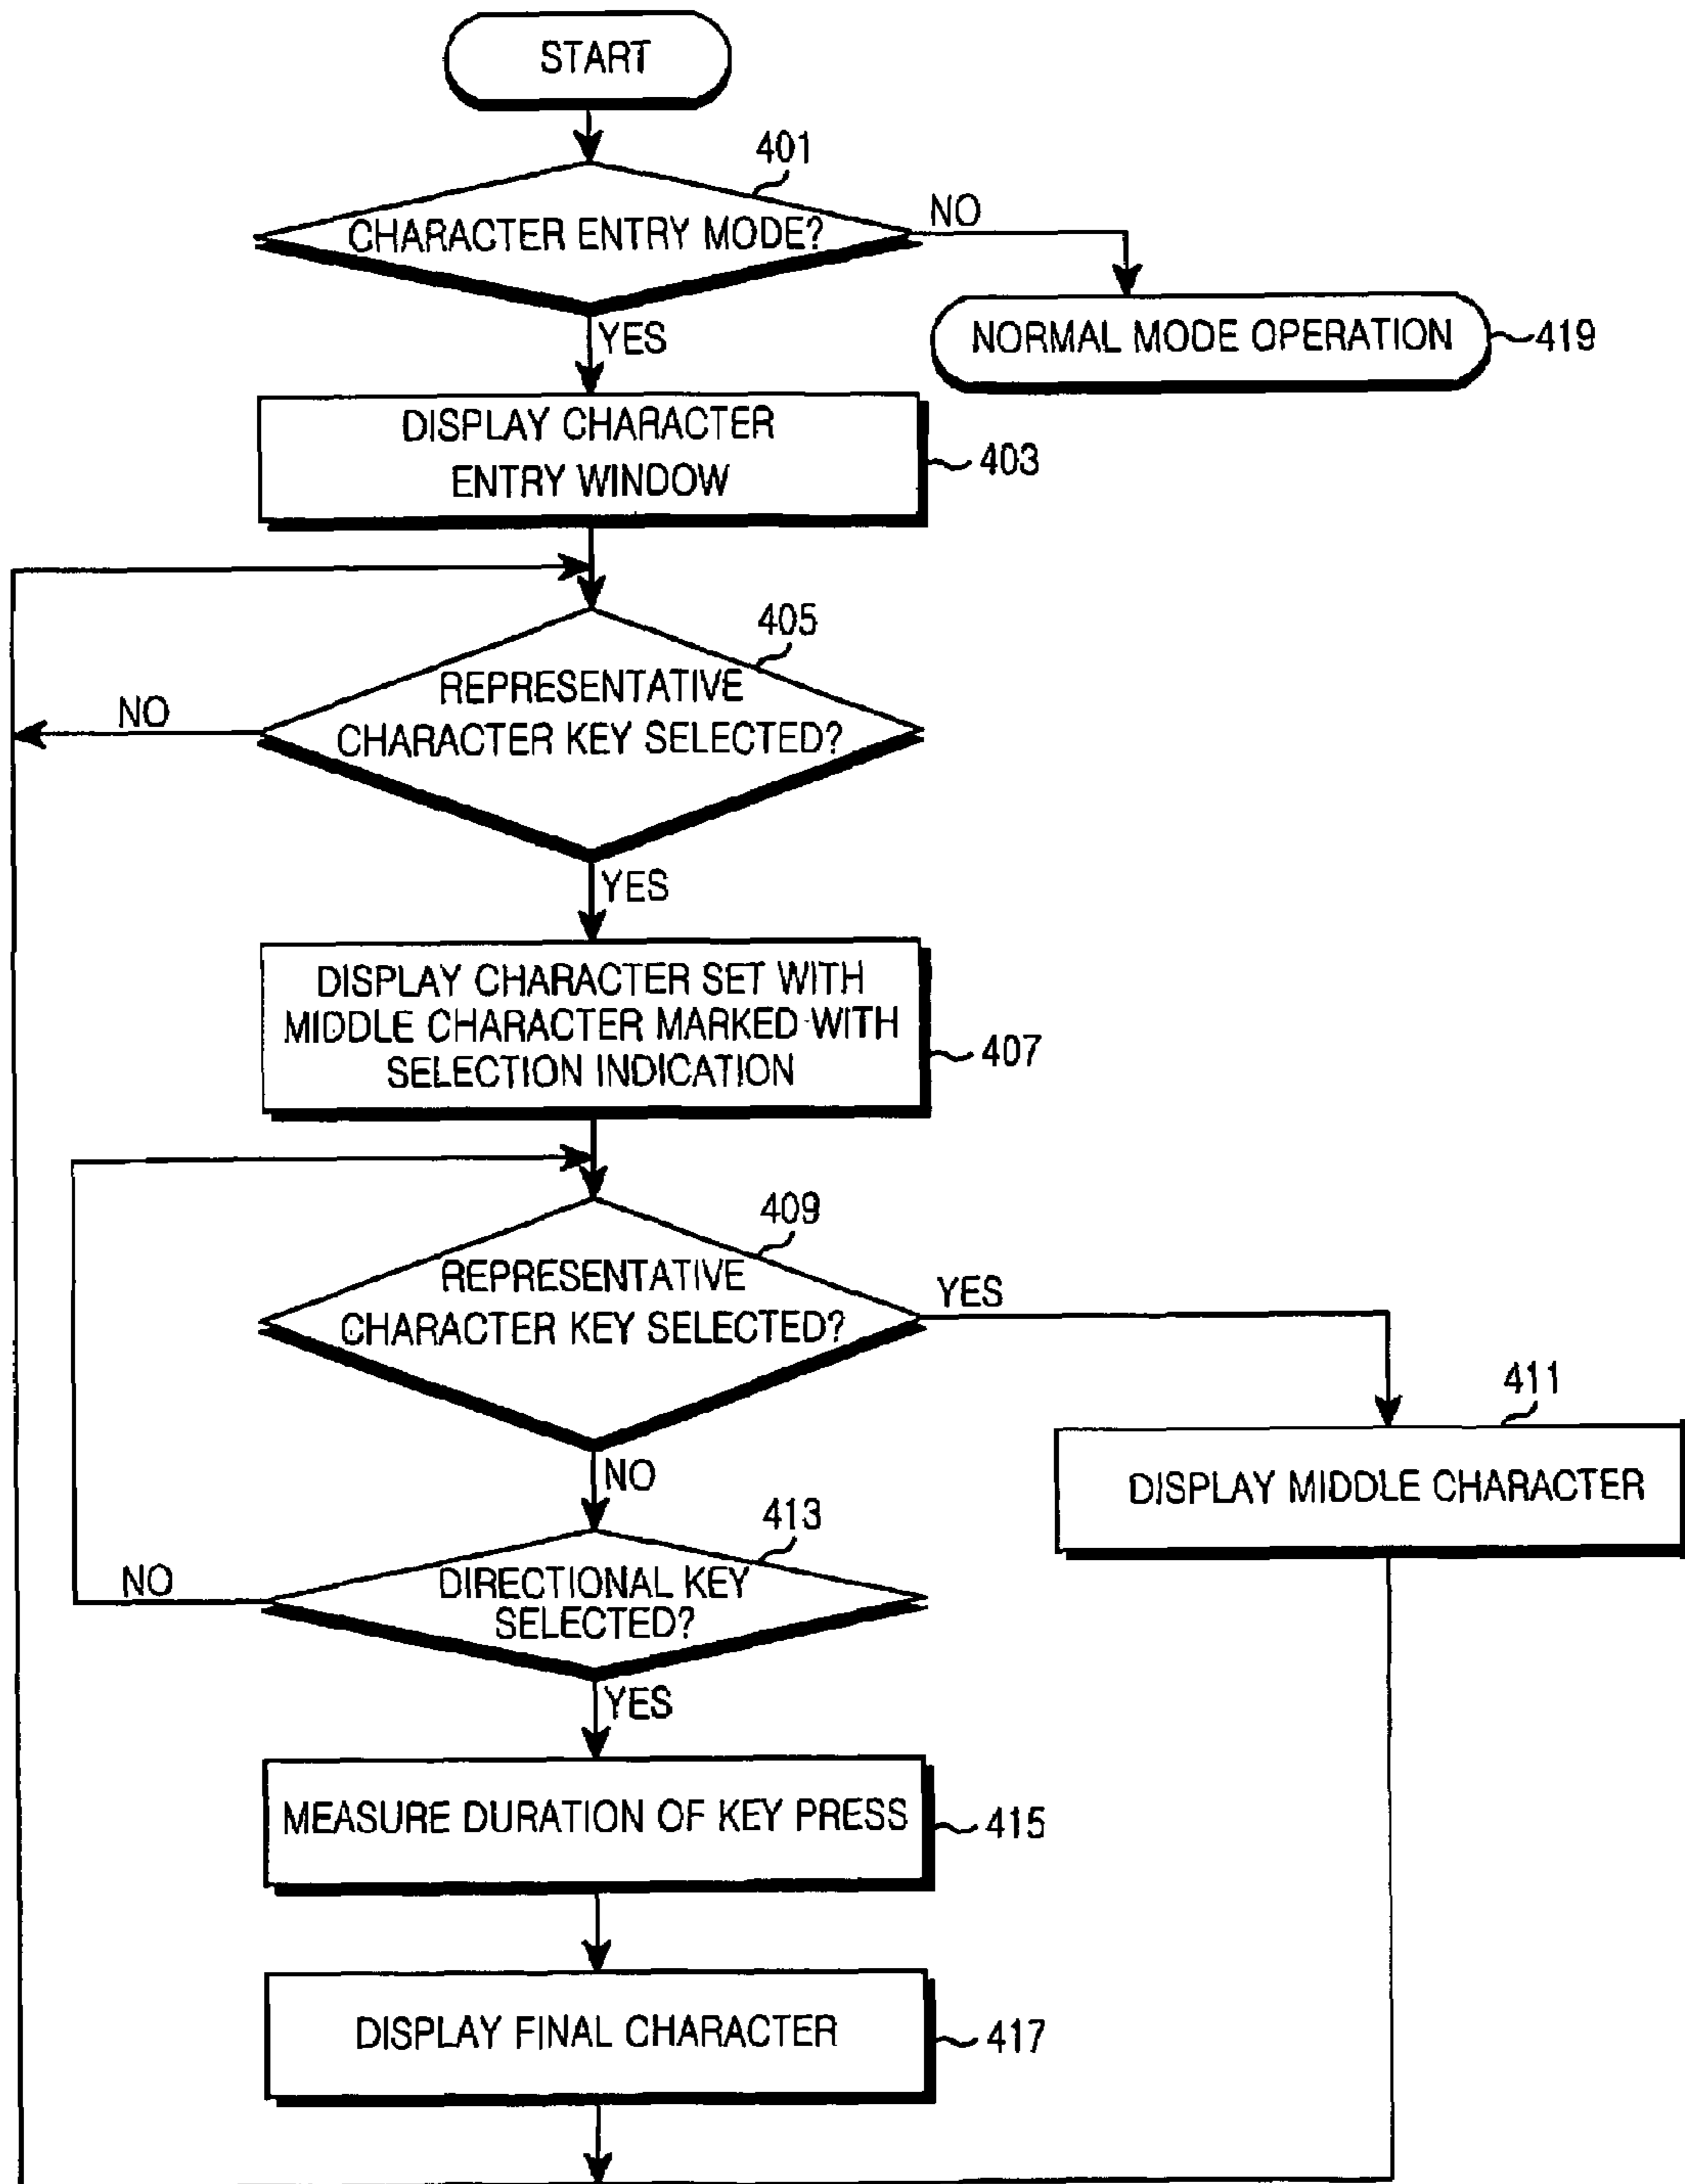 START
401
CHARACTER ENTRY MODE?
NO
YES
NORMAL MODE OPERATION
419
DISPLAY CHARACTER
ENTRY WINDOW
403
405
REPRESENTATIVE
CHARACTER KEY SELECTED?
NO
YES
DISPLAY CHARACTER SET WITH
MIDDLE CHARACTER MARKED WITH
SELECTION INDICATION
407
409
REPRESENTATIVE
CHARACTER KEY SELECTED?
YES
411
DISPLAY MIDDLE CHARACTER
NO
413
DIRECTIONAL KEY
SELECTED?
NO
YES
MEASURE DURATION OF KEY PRESS
415
DISPLAY FINAL CHARACTER
417